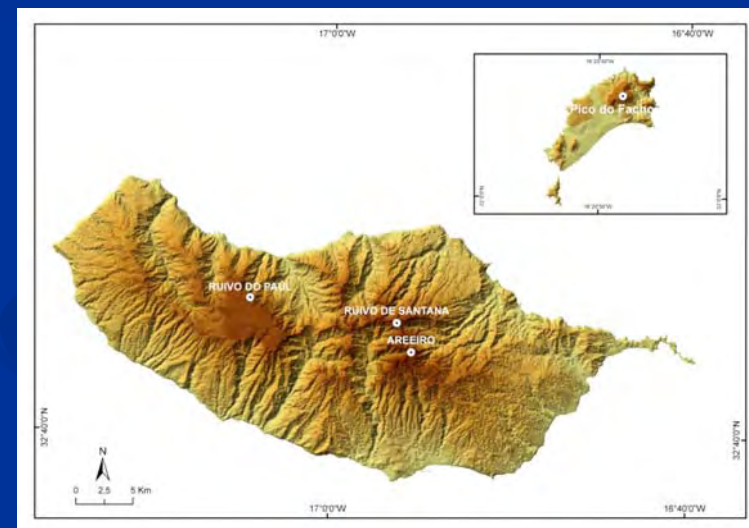 17°0'0"W
16°40'0"W
Pico do Facho
RUIVO DO PAUL
RUIVO DE SANTANA
AREEIRO
32°40'0"N
32°40'0"N
N
0 2,5 5 Km
17°0'0"W
16°40'0"W